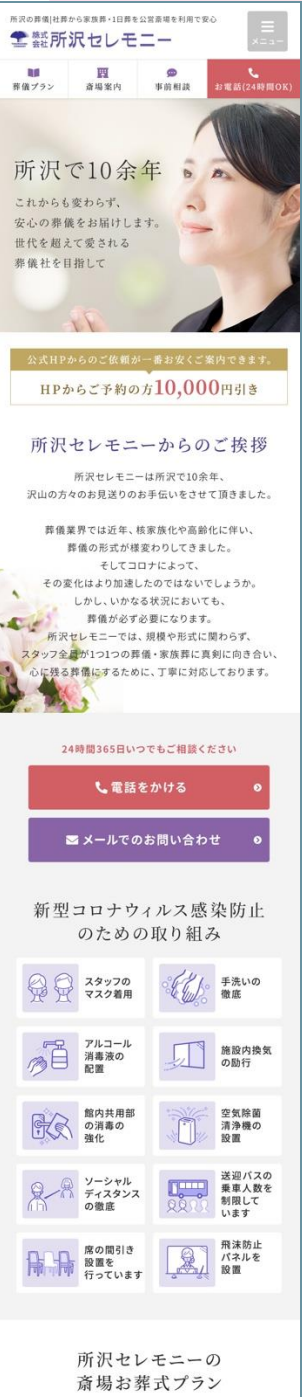 所沢の葬儀|社葬から家族葬・1日葬を公営斎場を利用で安心
株式会社所沢セレモニー
メニュー
葬儀プラン
斎場案内
事前相談
お電話(24時間OK)
所沢で10余年
これからも変わらず、
安心の葬儀をお届けします。
世代を超えて愛される
葬儀社を目指して
公式HPからのご依頼が一番お安くご案内できます。
HPからご予約の方10,000円引き
所沢セレモニーからのご挨拶
所沢セレモニーは所沢で10余年、
沢山の方々のお見送りのお手伝いをさせて頂きました。
葬儀業界では近年、核家族化や高齢化に伴い、
葬儀の形式が様変わりしてきました。
そしてコロナによって、
その変化はより加速したのではないでしょうか。
しかし、いかなる状況においても、
葬儀が必ず必要になります。
所沢セレモニーでは、規模や形式に関わらず、
スタッフ全員が1つ1つの葬儀・家族葬に真剣に向き合い、
心に残る葬儀にするために、丁寧に対応しております。
24時間365日いつでもご相談ください
電話をかける
メールでのお問い合わせ
新型コロナウィルス感染防止
のための取り組み
スタッフの
マスク着用
手洗いの
徹底
アルコール
消毒液の
配置
施設内換気
の励行
館内共用部
の消毒の
強化
空気除菌
清浄機の
設置
ソーシャル
ディスタンス
の徹底
送迎バスの
乗車人数を
制限して
います
席の間引き
設置を
行っています
飛沫防止
パネルを
設置
所沢セレモニーの
斎場お葬式プラン